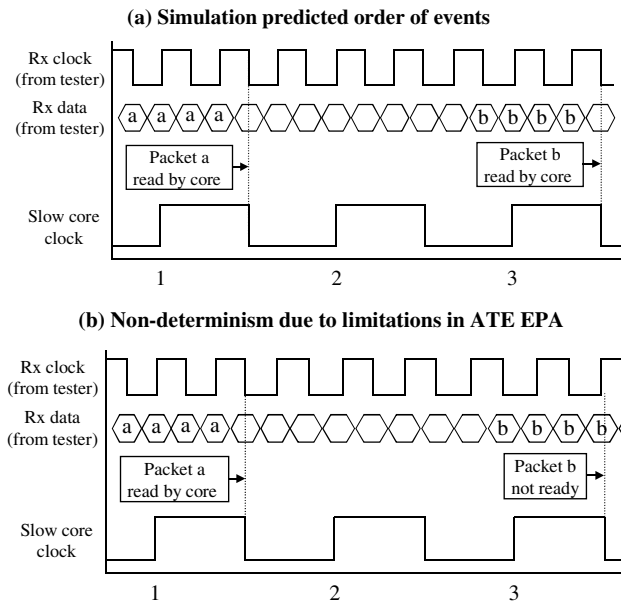 (a) Simulation predicted order of events
Rx clock
(from tester)
Rx data
(from tester)
a a a a b b b b
Packet a
read by core
Packet b
read by core
Slow core
clock
1 2 3
(b) Non-determinism due to limitations in ATE EPA
Rx clock
(from tester)
Rx data
(from tester)
a a a a b b b b
Packet a
read by core
Packet b
not ready
Slow core
clock
1 2 3